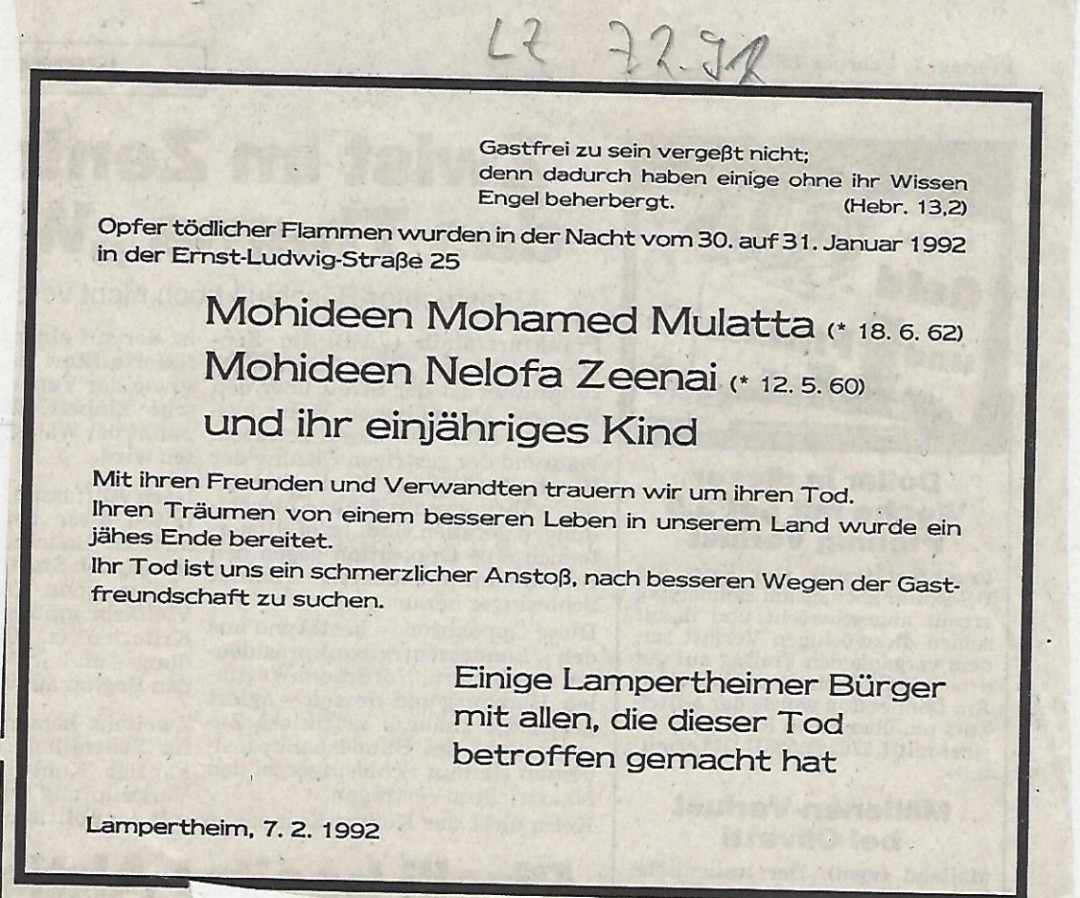 LZ 7.2.92
Gastfrei zu sein vergeßt nicht;
denn dadurch haben einige ohne ihr Wissen
Engel beherbergt. (Hebr. 13,2)
Opfer tödlicher Flammen wurden in der Nacht vom 30. auf 31. Januar 1992
in der Ernst-Ludwig-Straße 25
Mohideen Mohamed Mulatta (* 18. 6. 62)
Mohideen Nelofa Zeenai (* 12. 5. 60)
und ihr einjähriges Kind
Mit ihren Freunden und Verwandten trauern wir um ihren Tod.
Ihren Träumen von einem besseren Leben in unserem Land wurde ein
jähes Ende bereitet.
Ihr Tod ist uns ein schmerzlicher Anstoß, nach besseren Wegen der Gast-
freundschaft zu suchen.
Einige Lampertheimer Bürger
mit allen, die dieser Tod
betroffen gemacht hat
Lampertheim, 7. 2. 1992